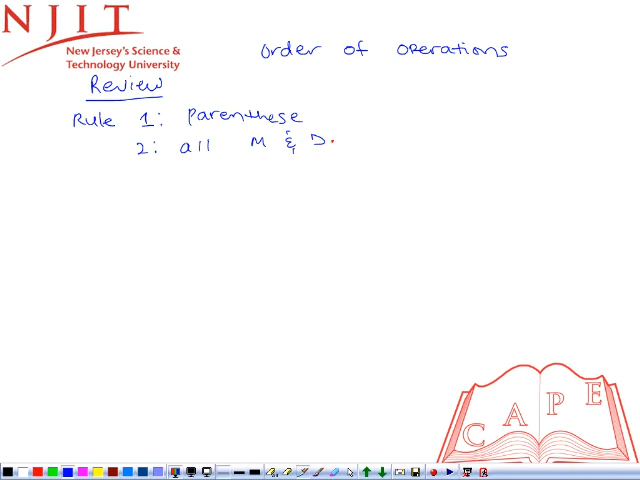 NJIT
New Jersey's Science &
Technology University
Order of Operations
Review
Rule 1: Parenthese
2: all M & D
C A P E